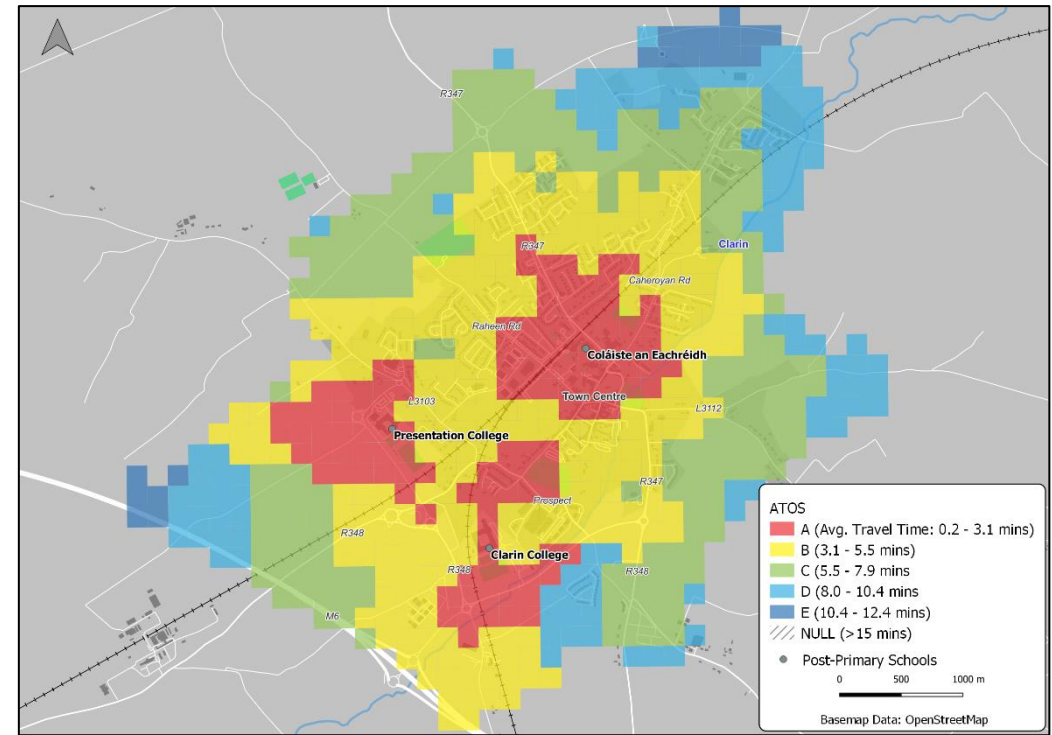 R347
Clarin
R347
Caheroyan Rd
Raheen Rd
Coláiste an Eachréidh
Town Centre
L3103
L3112
Presentation College
R347
Prospect
R348
Clarin College
R348
R348
M6
ATOS
A (Avg. Travel Time: 0.2 - 3.1 mins)
B (3.1 - 5.5 mins)
C (5.5 - 7.9 mins
D (8.0 - 10.4 mins
E (10.4 - 12.4 mins)
NULL (>15 mins)
Post-Primary Schools
0 500 1000 m
Basemap Data: OpenStreetMap